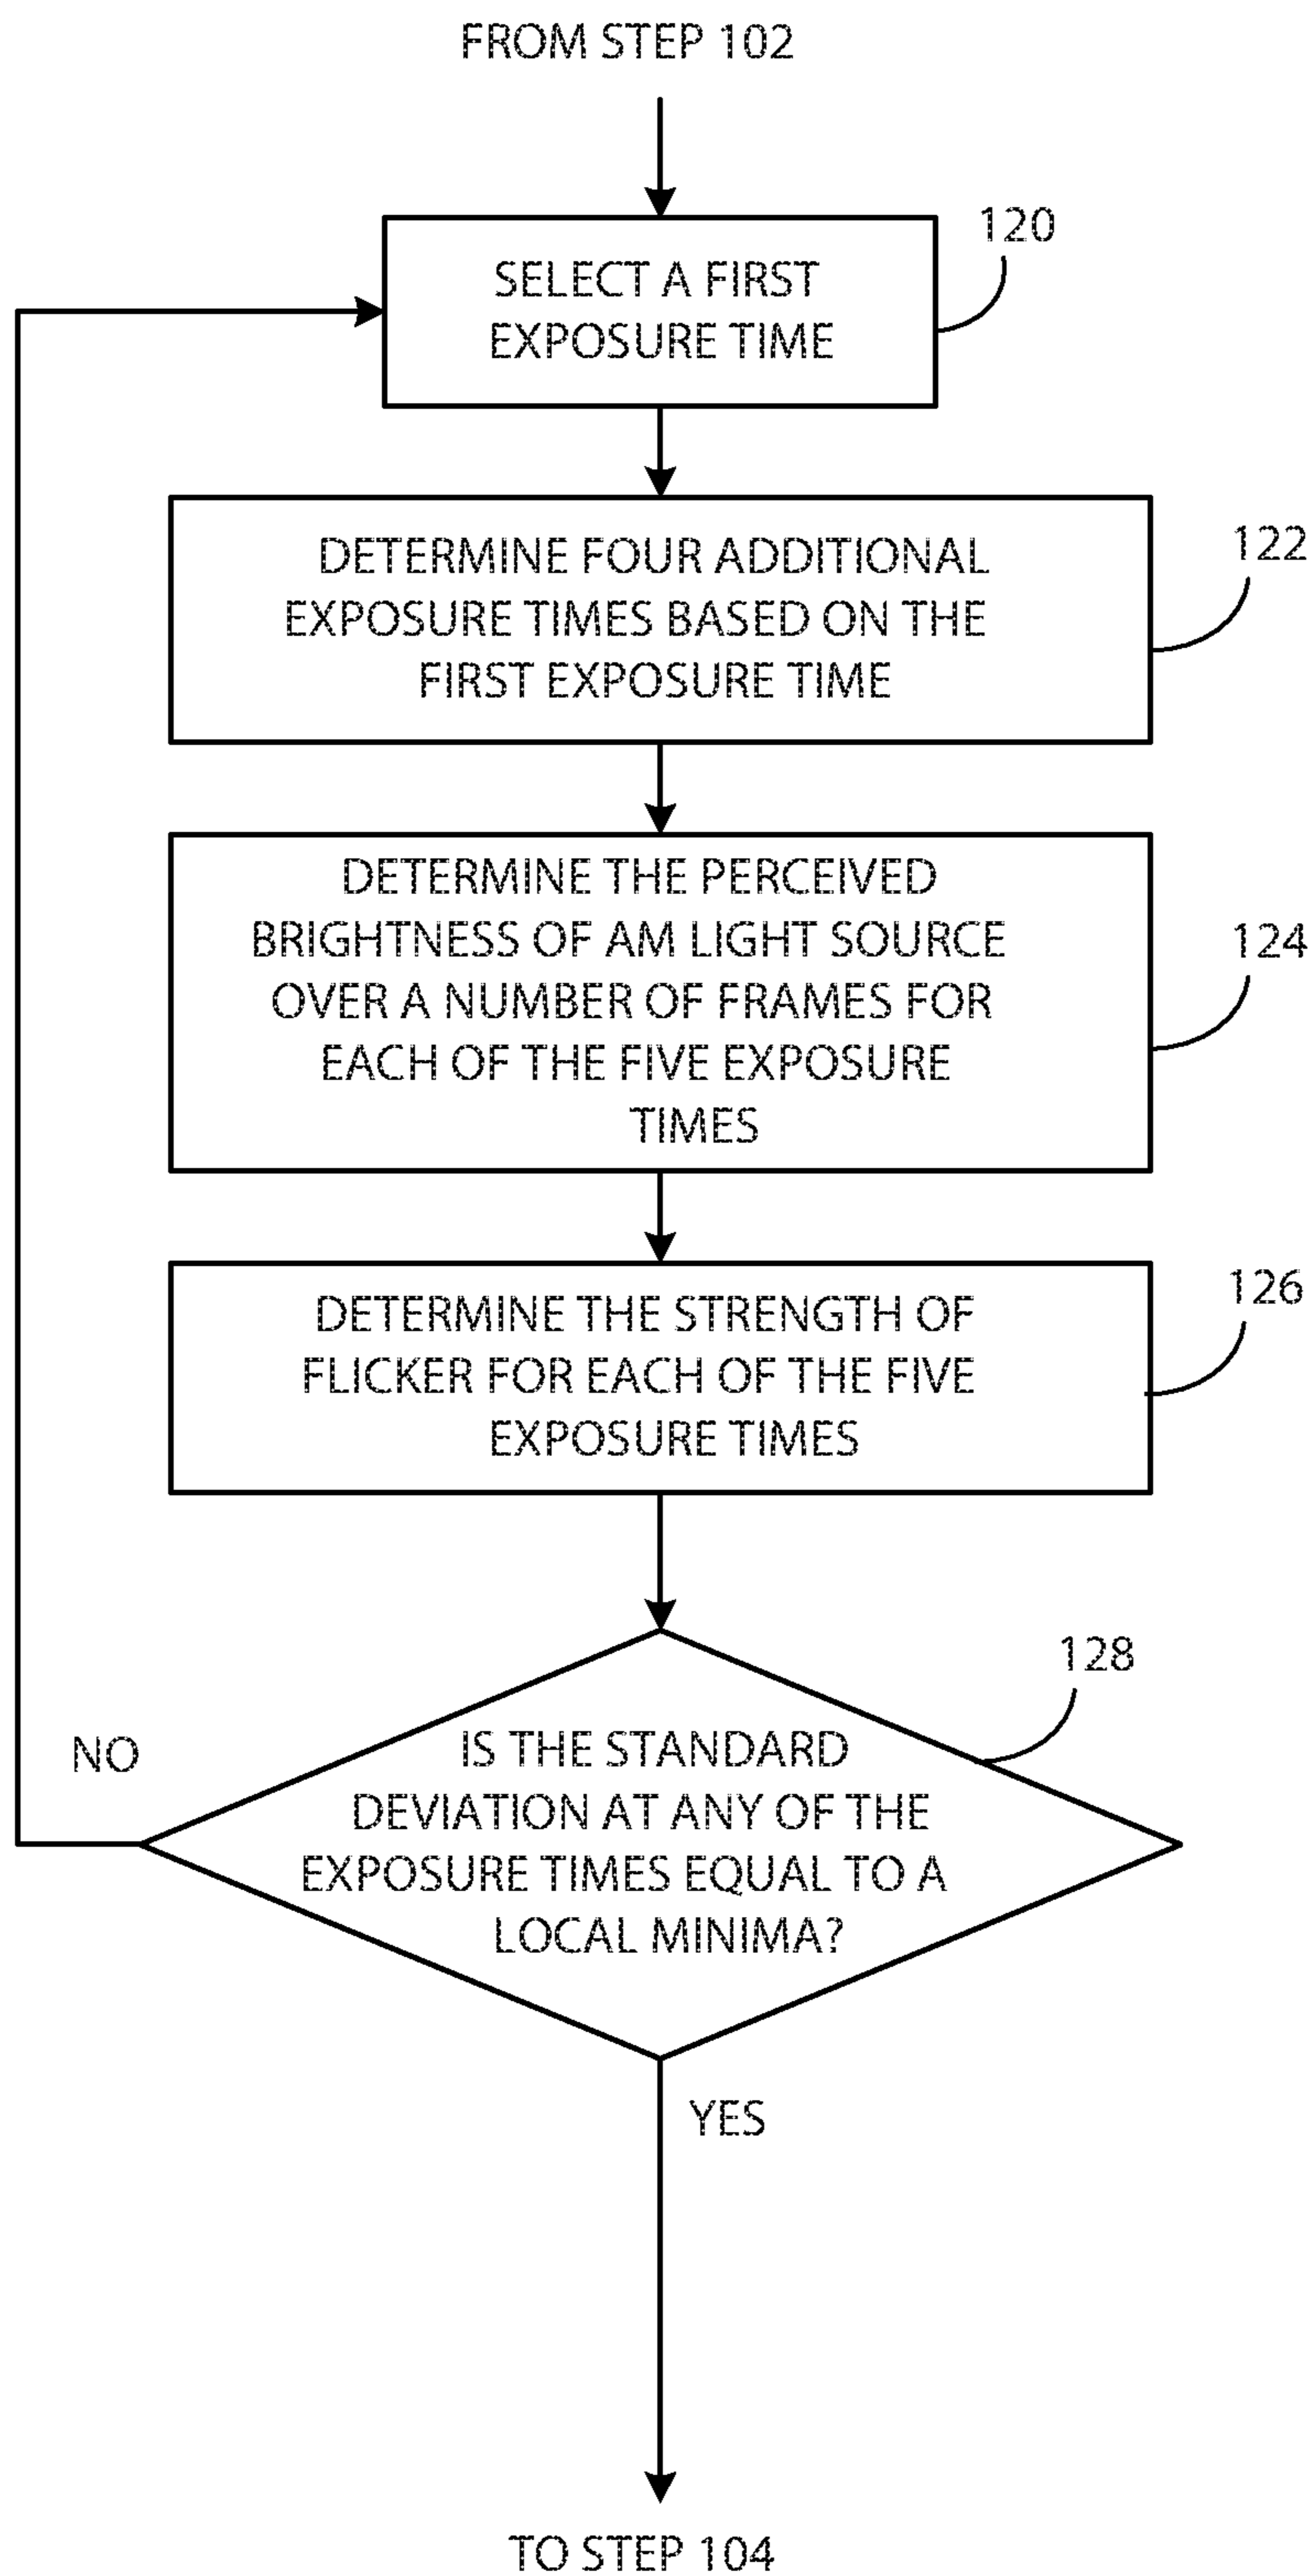 FROM STEP 102
120
SELECT A FIRST
EXPOSURE TIME
122
DETERMINE FOUR ADDITIONAL
EXPOSURE TIMES BASED ON THE
FIRST EXPOSURE TIME
DETERMINE THE PERCEIVED
BRIGHTNESS OF AM LIGHT SOURCE
OVER A NUMBER OF FRAMES FOR
EACH OF THE FIVE EXPOSURE
TIMES
124
DETERMINE THE STRENGTH OF
FLICKER FOR EACH OF THE FIVE
EXPOSURE TIMES
126
128
IS THE STANDARD
DEVIATION AT ANY OF THE
EXPOSURE TIMES EQUAL TO A
LOCAL MINIMA?
NO
YES
TO STEP 104